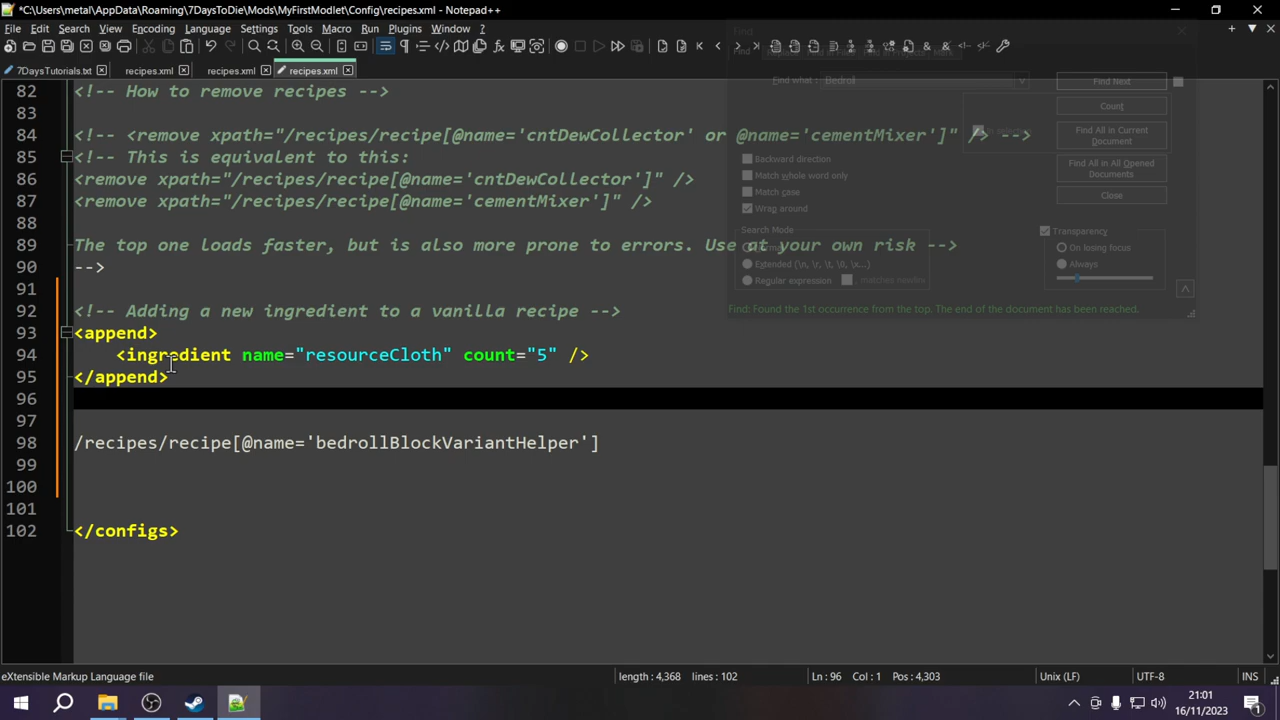 *C:\Users\metal\AppData\Roaming\7DaysToDie\Mods\MyFirstModlet\Config\recipes.xml - Notepad++
File Edit Search View Encoding Language Settings Tools Macro Run Plugins Window ?
7DaysTutorials.txt recipes.xml recipes.xml recipes.xml
82 <!-- How to remove recipes -->
83
84 <!-- <remove xpath="/recipes/recipe[@name='cntDewCollector' or @name='cementMixer']" /> -->
85 <!-- This is equivalent to this:
86 <remove xpath="/recipes/recipe[@name='cntDewCollector']" />
87 <remove xpath="/recipes/recipe[@name='cementMixer']" />
88
89 The top one loads faster, but is also more prone to errors. Use at your own risk -->
90 -->
91
92 <!-- Adding a new ingredient to a vanilla recipe -->
93 <append>
94 <ingredient name="resourceCloth" count="5" />
95 </append>
96
97
98 /recipes/recipe[@name='bedrollBlockVariantHelper']
99
100
101
102 </configs>
Find
Find what : Bedrol
Find Next
Count
Find All in Current Document
Find All in All Opened Documents
Close
Backward direction
Match whole word only
Match case
Wrap around
Search Mode
Extended (\n, \r, \t, \0, \x...)
Regular expression . matches newline
Transparency
On losing focus
Always
Find: Found the 1st occurrence from the top. The end of the document has been reached.
eXtensible Markup Language file length : 4,368 lines : 102 Ln : 96 Col : 1 Pos : 4,303 Unix (LF) UTF-8 INS
21:01
16/11/2023
1